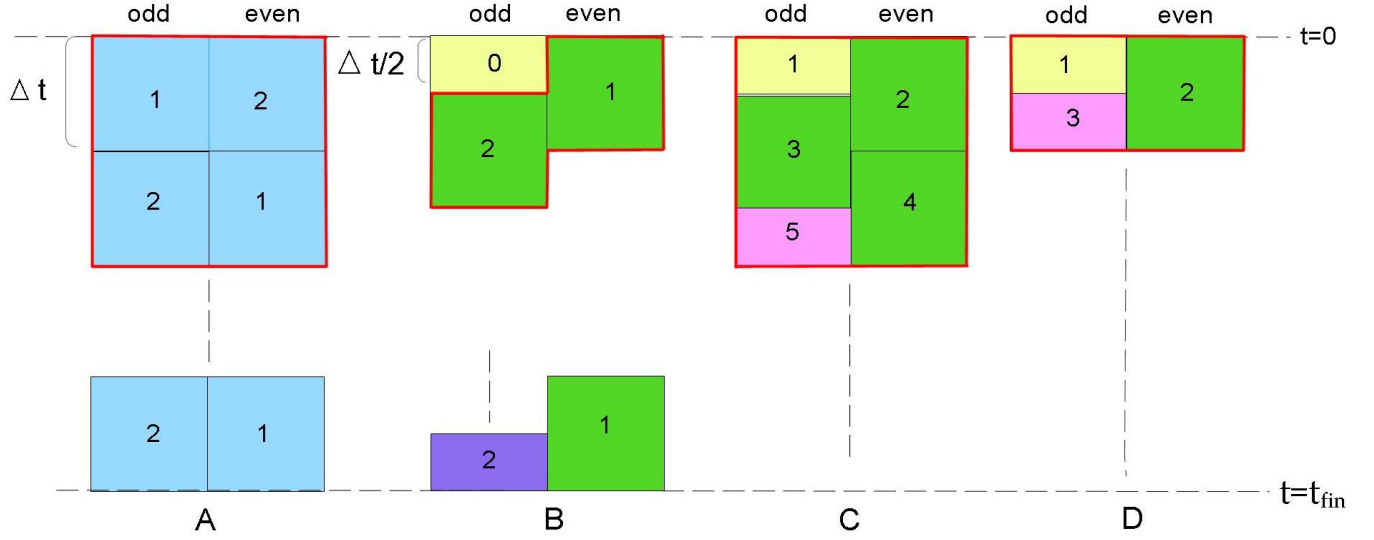 odd even odd even odd even odd even
t=0
Δ t Δ t/2
1 2 0 1 1 2 1 2
3
2 1 2 3 4
5
2 1 2 1
t=t_fin
A B C D